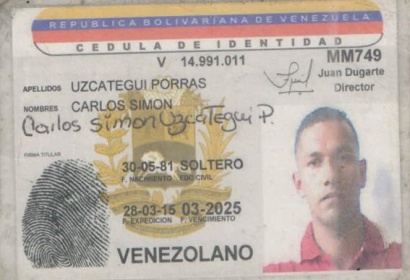 REPUBLICA BOLIVARIANA DE VENEZUELA
CEDULA DE IDENTIDAD
V 14.991.011
MM749
Juan Dugarte
Director
APELLIDOS UZCATEGUI PORRAS
NOMBRES CARLOS SIMON
Carlos Simon Uzcategui P.
FIRMA TITULAR
30-05-81 SOLTERO
F. NACIMIENTO EDO CIVIL
28-03-15 03-2025
F. EXPEDICION F. VENCIMIENTO
VENEZOLANO